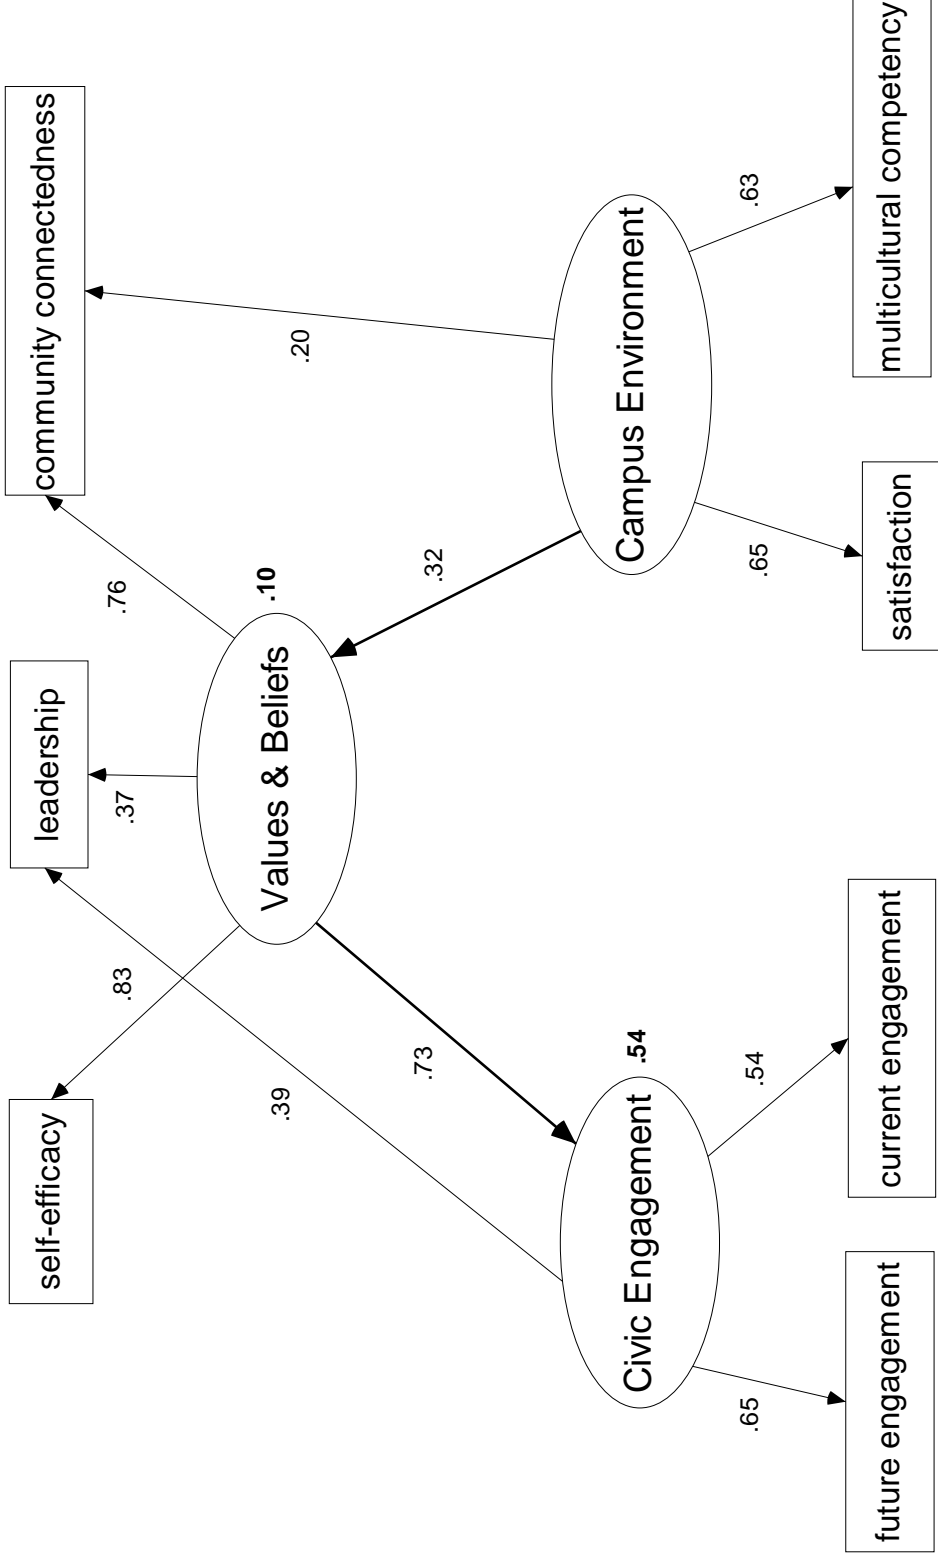 self-efficacy
leadership
community connectedness
.83
.37
.76
.39
Values & Beliefs
.10
.20
.73
.32
Civic Engagement
.54
Campus Environment
.65
.54
.65
.63
future engagement
current engagement
satisfaction
multicultural competency